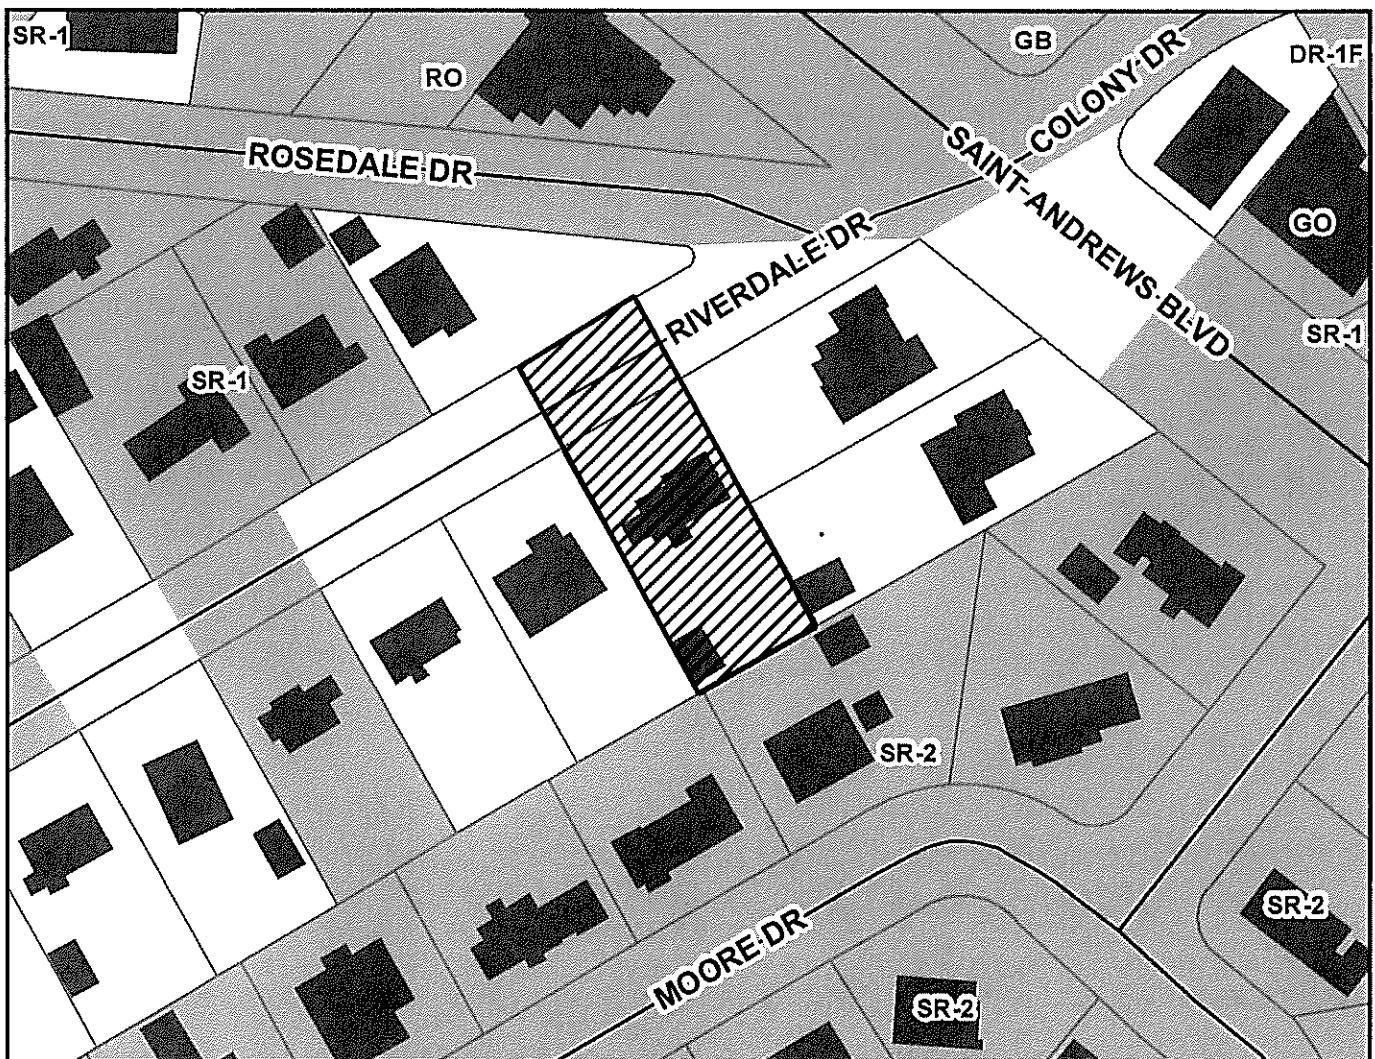 SR-1
RO
GB
DR-1F
COLONY DR
ROSEDALE DR
SAINT ANDREWS BLVD
GO
RIVERDALE DR
SR-1
SR-1
SR-2
SR-2
MOORE DR
SR-2